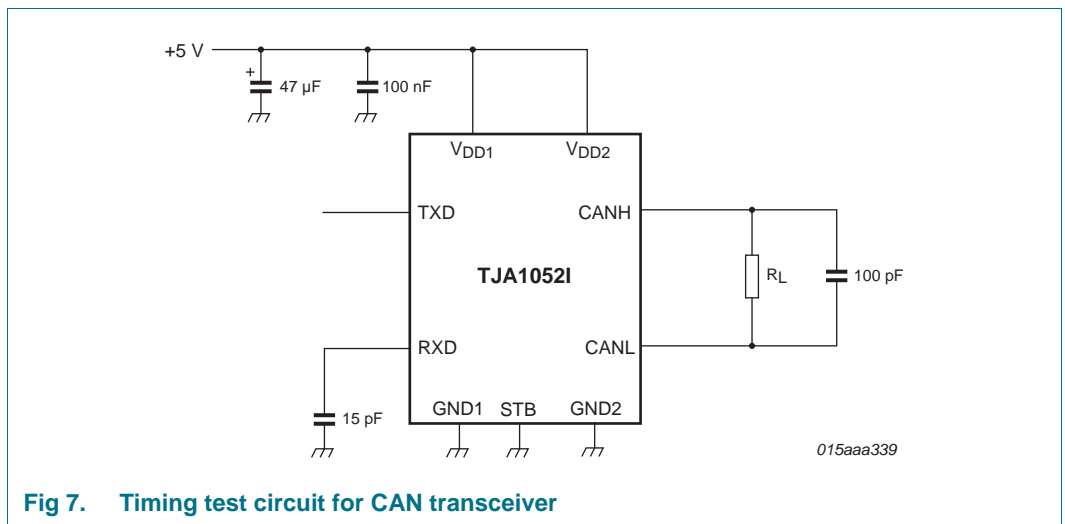 +5 V
+
47 µF
100 nF
VDD1
VDD2
TXD
CANH
TJA1052I
RL
100 pF
RXD
CANL
15 pF
GND1
STB
GND2
015aaa339
Fig 7. Timing test circuit for CAN transceiver